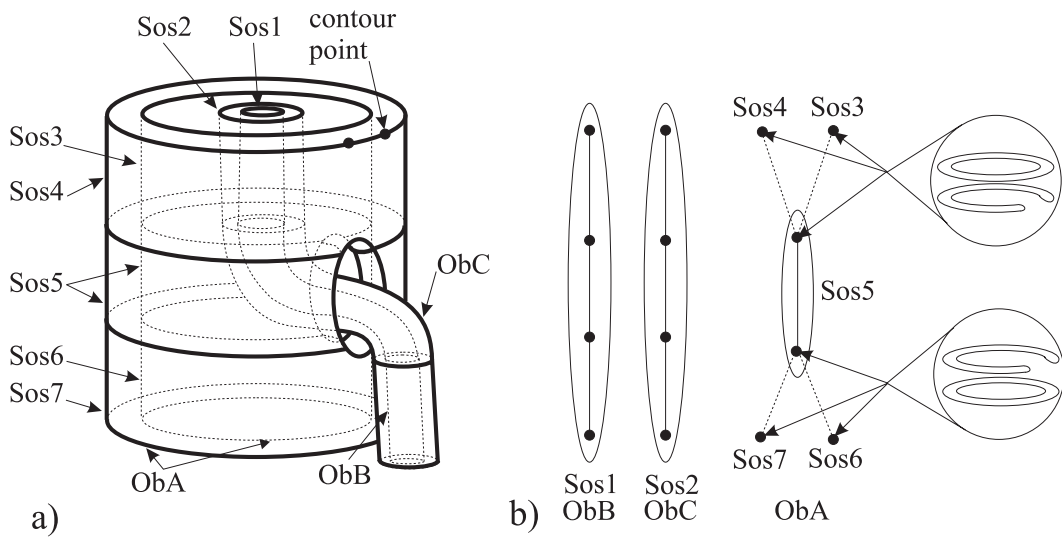 Sos2
Sos1
contour
point
Sos3
Sos4
Sos5
Sos6
Sos7
ObC
ObA
ObB
a)
Sos4
Sos3
Sos5
Sos7
Sos6
Sos1
ObB
Sos2
ObC
ObA
b)